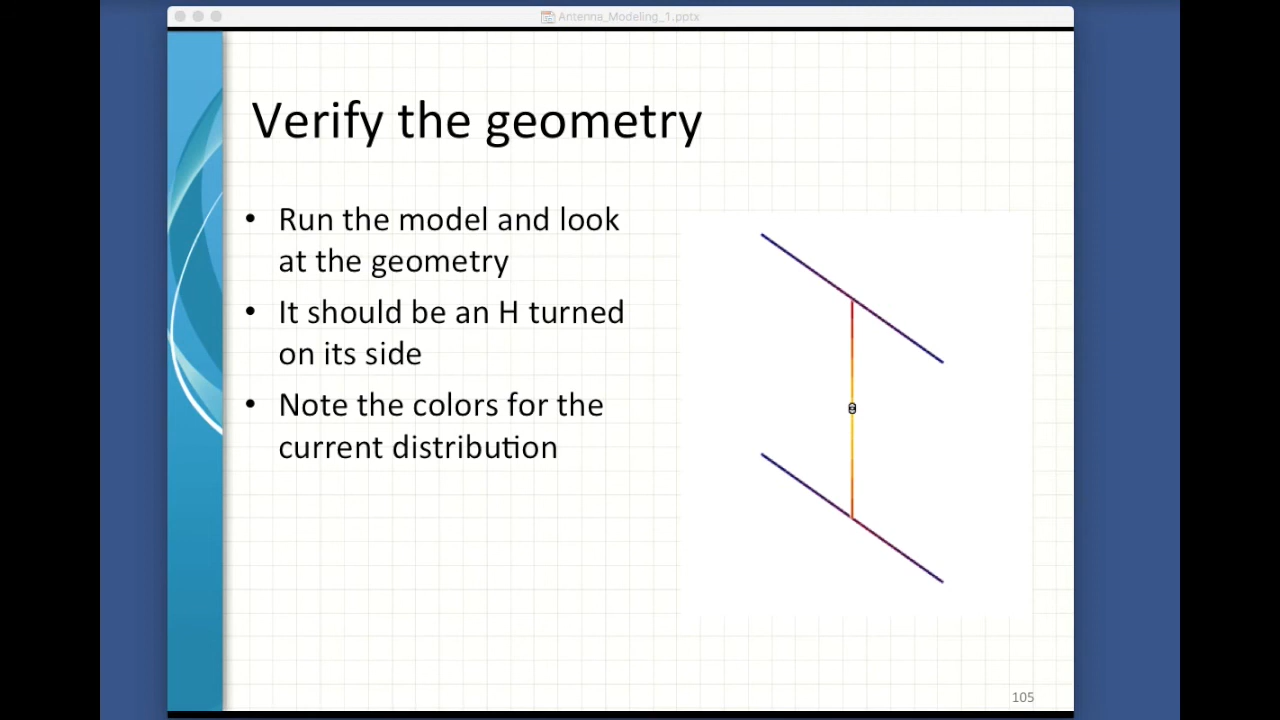 Antenna_Modeling_1.pptx
Verify the geometry
• Run the model and look
at the geometry
• It should be an H turned
on its side
• Note the colors for the
current distribution
105